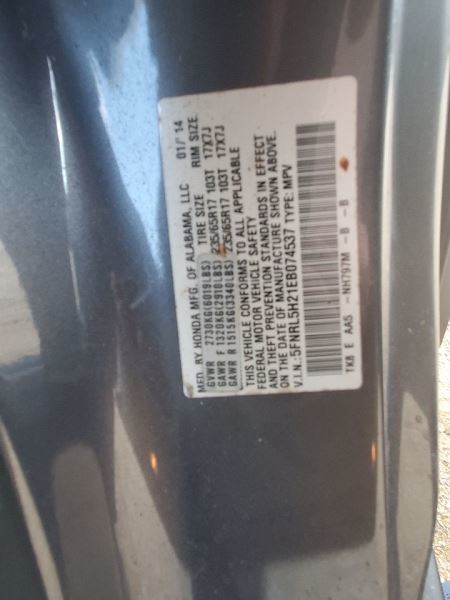 MFD. BY HONDA MFG. OF ALABAMA, LLC 01/'14
TIRE SIZE RIM SIZE
GVWR 2730KG(6019LBS)
GAWR F 1320KG(2910LBS) 235/65R17 103T 17X7J
GAWR R 1515KG(3340LBS) 235/65R17 103T 17X7J
THIS VEHICLE CONFORMS TO ALL APPLICABLE
FEDERAL MOTOR VEHICLE SAFETY
AND THEFT PREVENTION STANDARDS IN EFFECT
ON THE DATE OF MANUFACTURE SHOWN ABOVE.
V.I.N.:5FNRL5H21EB074537 TYPE: MPV
TK8 E AA5 -NH797M -B -B